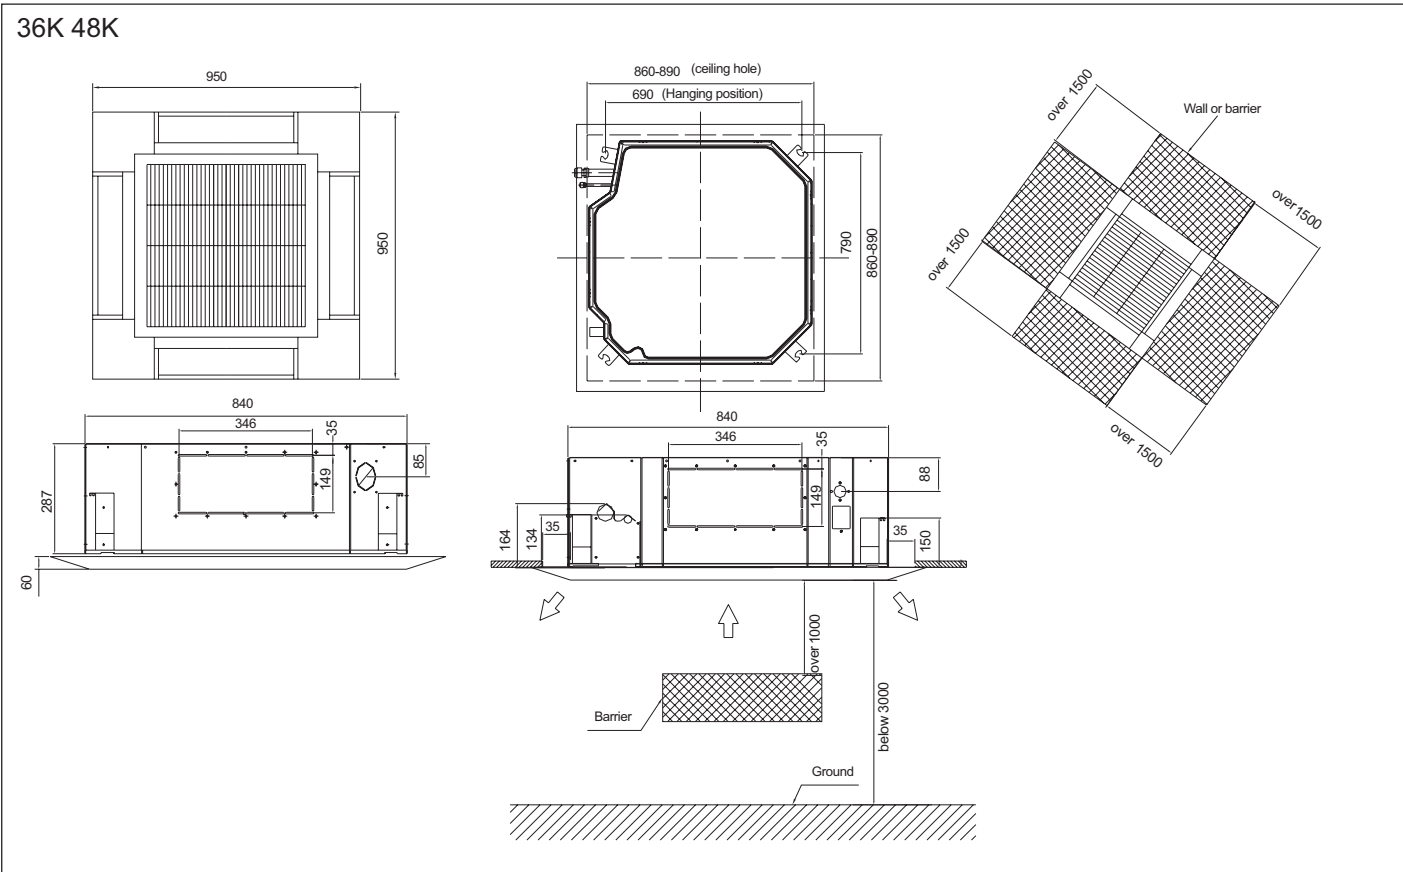 36K 48K
950
950
860-890 (ceiling hole)
690 (Hanging position)
790
860-890
over 1500
Wall or barrier
over 1500
over 1500
over 1500
840
346
35
149
85
287
60
840
346
35
149
88
164
134
35
35
150
over 1000
below 3000
Barrier
Ground